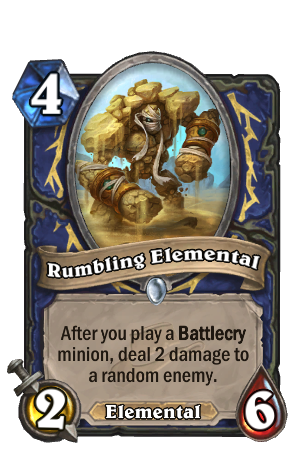 4
Rumbling Elemental
After you play a Battlecry
minion, deal 2 damage to
a random enemy.
2
Elemental
6